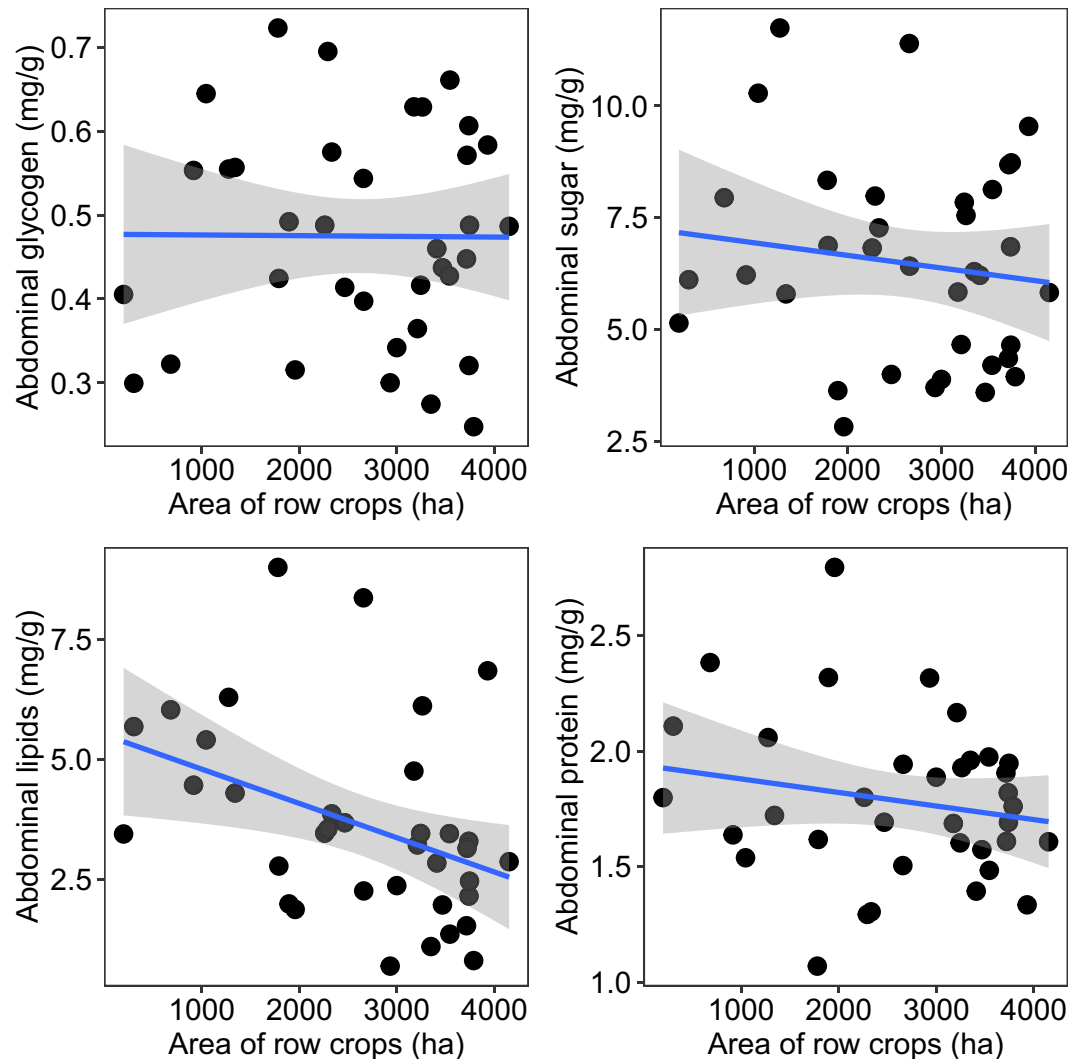 Abdominal glycogen (mg/g)
0.7
0.6
0.5
0.4
0.3
1000 2000 3000 4000
Area of row crops (ha)
Abdominal sugar (mg/g)
10.0
7.5
5.0
2.5
1000 2000 3000 4000
Area of row crops (ha)
Abdominal lipids (mg/g)
7.5
5.0
2.5
1000 2000 3000 4000
Area of row crops (ha)
Abdominal protein (mg/g)
2.5
2.0
1.5
1.0
1000 2000 3000 4000
Area of row crops (ha)